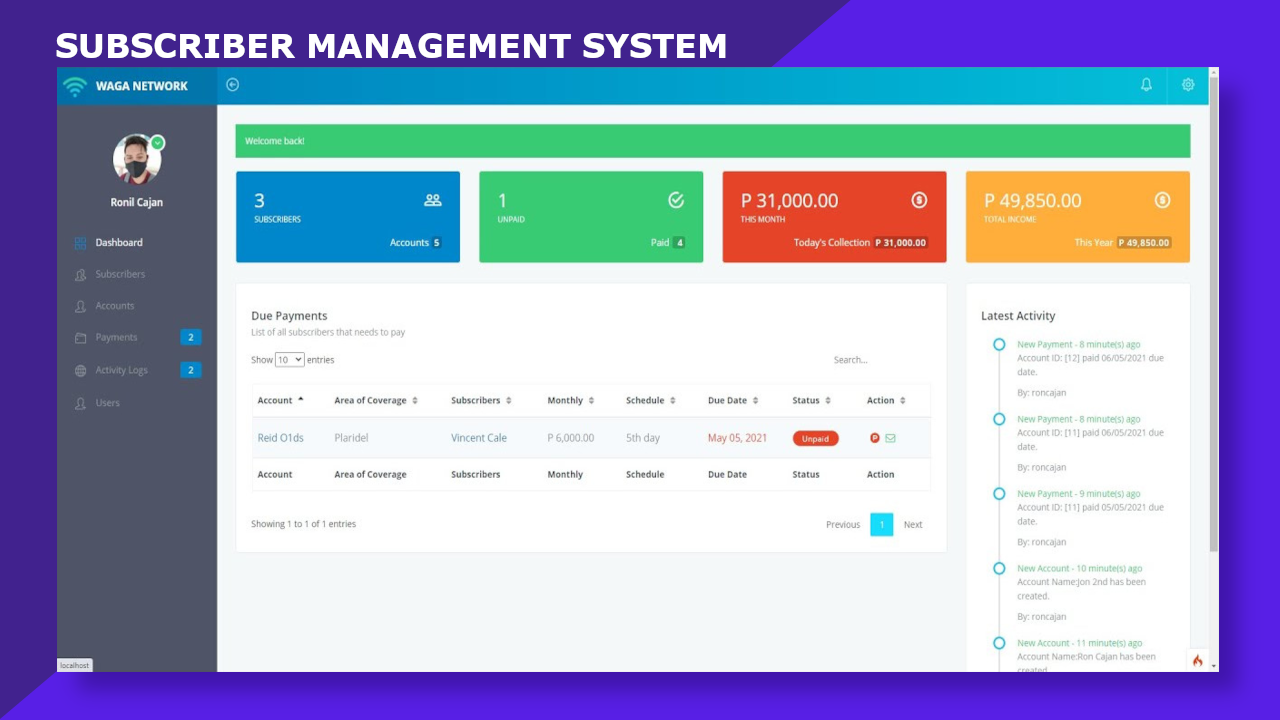 SUBSCRIBER MANAGEMENT SYSTEM
WAGA NETWORK
Ronil Cajan
Dashboard
Subscribers
Accounts
Payments 2
Activity Logs 2
Users
localhost
Welcome back!
3
SUBSCRIBERS
Accounts 5
1
UNPAID
Paid 4
P 31,000.00
THIS MONTH
Today's Collection P 31,000.00
P 49,850.00
TOTAL INCOME
This Year P 49,850.00
Due Payments
List of all subscribers that needs to pay
Show 10 entries
Search...
Account Area of Coverage Subscribers Monthly Schedule Due Date Status Action
Reid O1ds Plaridel Vincent Cale P 6,000.00 5th day May 05, 2021 Unpaid P
Account Area of Coverage Subscribers Monthly Schedule Due Date Status Action
Showing 1 to 1 of 1 entries
Previous 1 Next
Latest Activity
New Payment - 8 minute(s) ago
Account ID: [12] paid 06/05/2021 due
date.
By: roncajan
New Payment - 8 minute(s) ago
Account ID: [11] paid 06/05/2021 due
date.
By: roncajan
New Payment - 9 minute(s) ago
Account ID: [11] paid 05/05/2021 due
date.
By: roncajan
New Account - 10 minute(s) ago
Account Name:Jon 2nd has been
created.
By: roncajan
New Account - 11 minute(s) ago
Account Name:Ron Cajan has been
created.